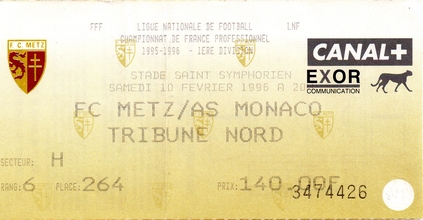 FFF LIGUE NATIONALE DE FOOTBALL LNF
CHAMPIONNAT DE FRANCE PROFESSIONNEL
1995-1996 - 1ERE DIVISION
F.C. METZ
CANAL+
EXOR
COMMUNICATION
STADE SAINT SYMPHORIEN
SAMEDI 10 FEVRIER 1996 A 20
FC METZ/AS MONACO
TRIBUNE NORD
SECTEUR: H
RANG: 6 PLACE: 264 PRIX: 140.00F
3474426